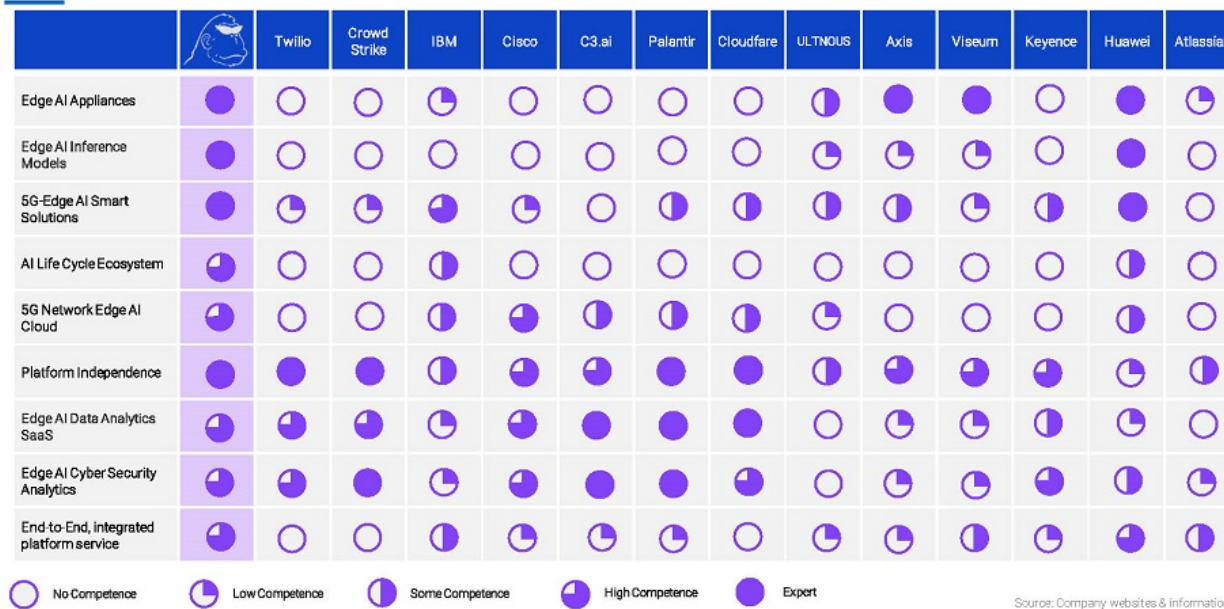 Twilio
Crowd
Strike
IBM
Cisco
C3.ai
Palantir
Cloudfare
ULTNOUS
Axis
Viseum
Keyence
Huawei
Atlassia
Edge AI Appliances
Edge AI Inference
Models
5G-Edge AI Smart
Solutions
AI Life Cycle Ecosystem
5G Network Edge AI
Cloud
Platform Independence
Edge AI Data Analytics
SaaS
Edge AI Cyber Security
Analytics
End-to-End, integrated
platform service
No Competence
Low Competence
Some Competence
High Competence
Expert
Source: Company websites & information